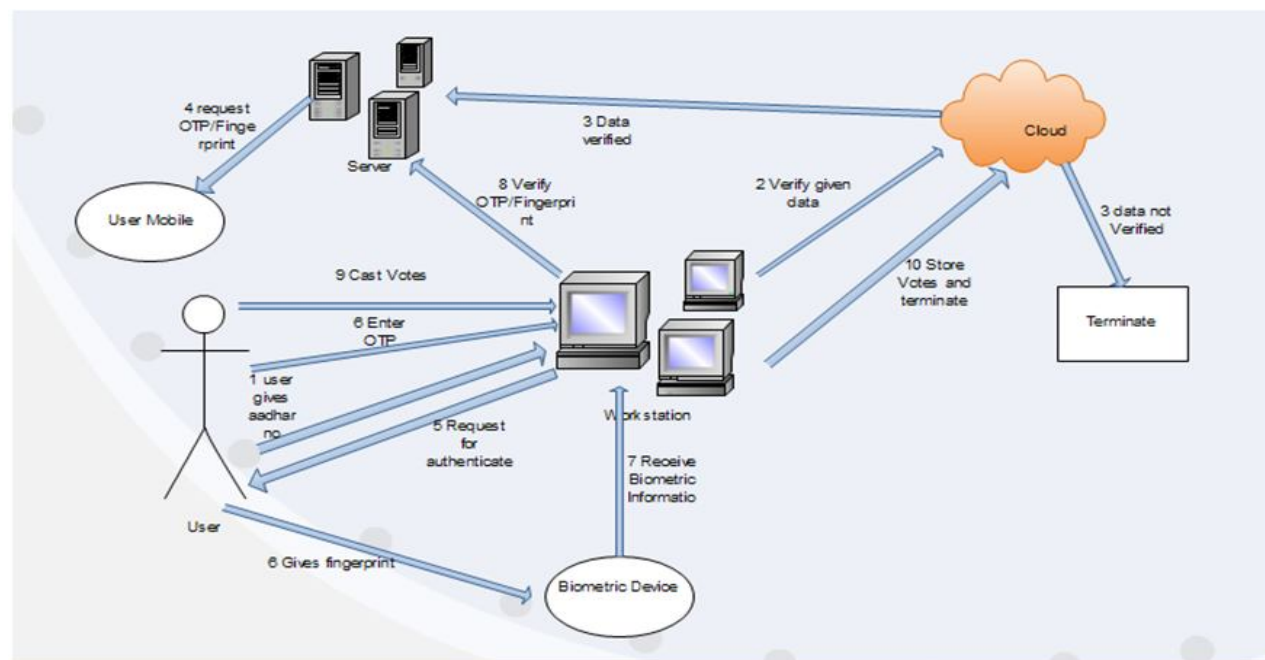 4 request
OTP/Finge
rprint
Server
3 Data
verified
Cloud
User Mobile
8 Verify
OTP/Fingerpri
nt
2 Verify given
data
3 data not
Verified
9 Cast Votes
10 Store
Votes and
terminate
6 Enter
OTP
Terminate
1 user
gives
aadhar
no
Workstation
5 Request
for
authenticate
7 Receive
Biometric
Informatio
User
6 Gives fingerprint
Biometric Device